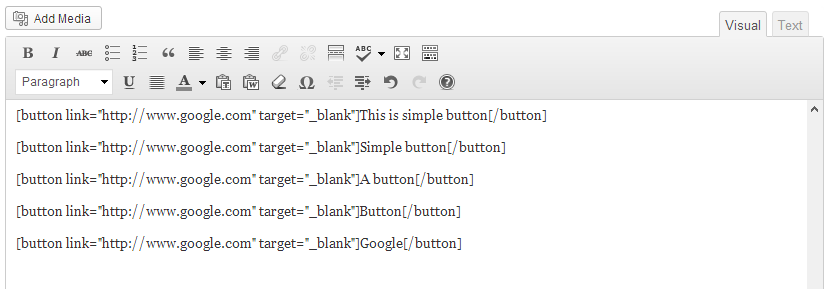 Add Media
Visual Text
B I ABC ABC
Paragraph U A Ω
[button link="http://www.google.com" target="_blank"]This is simple button[/button]
[button link="http://www.google.com" target="_blank"]Simple button[/button]
[button link="http://www.google.com" target="_blank"]A button[/button]
[button link="http://www.google.com" target="_blank"]Button[/button]
[button link="http://www.google.com" target="_blank"]Google[/button]